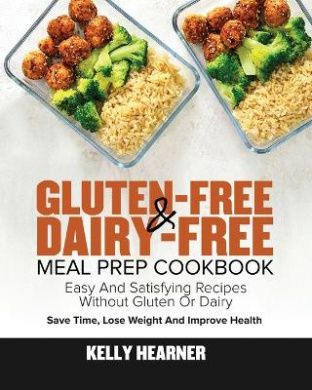 GLUTEN-FREE
&
DAIRY-FREE
MEAL PREP COOKBOOK
Easy And Satisfying Recipes
Without Gluten Or Dairy
Save Time, Lose Weight And Improve Health
KELLY HEARNER